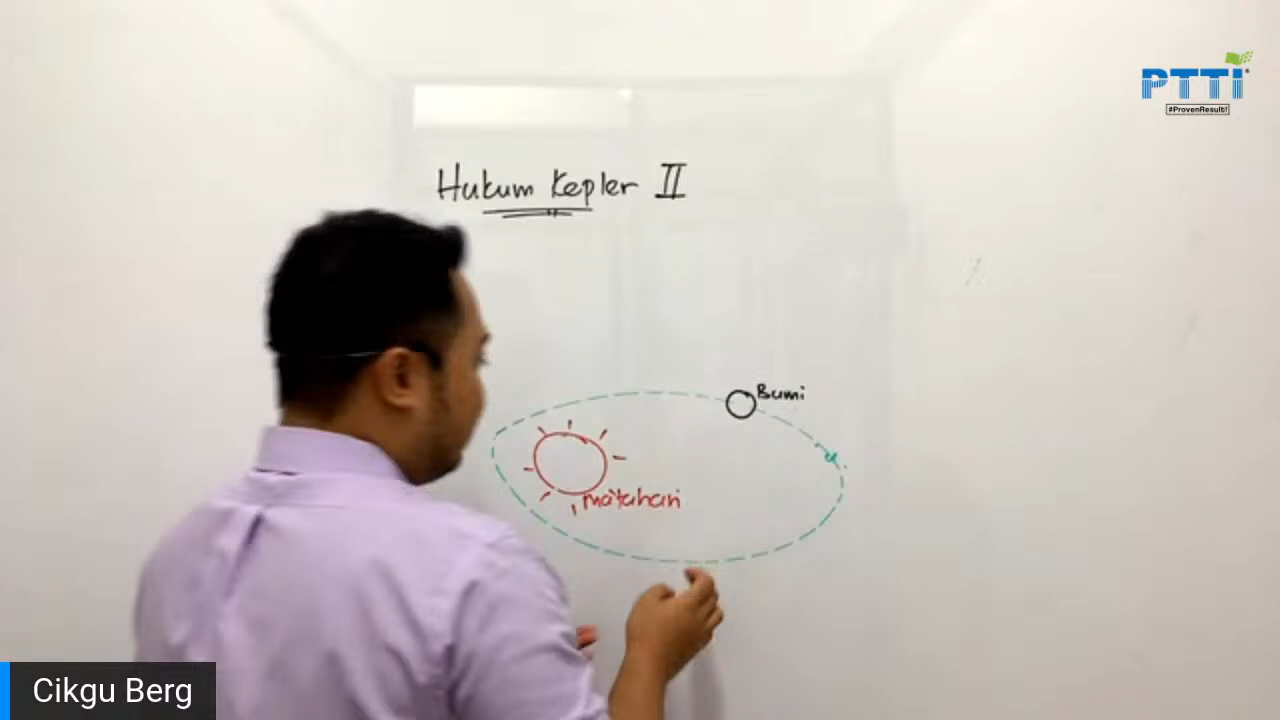 PTTI
#ProvenResult!
Hukum Kepler II
Bumi
matahari
Cikgu Berg